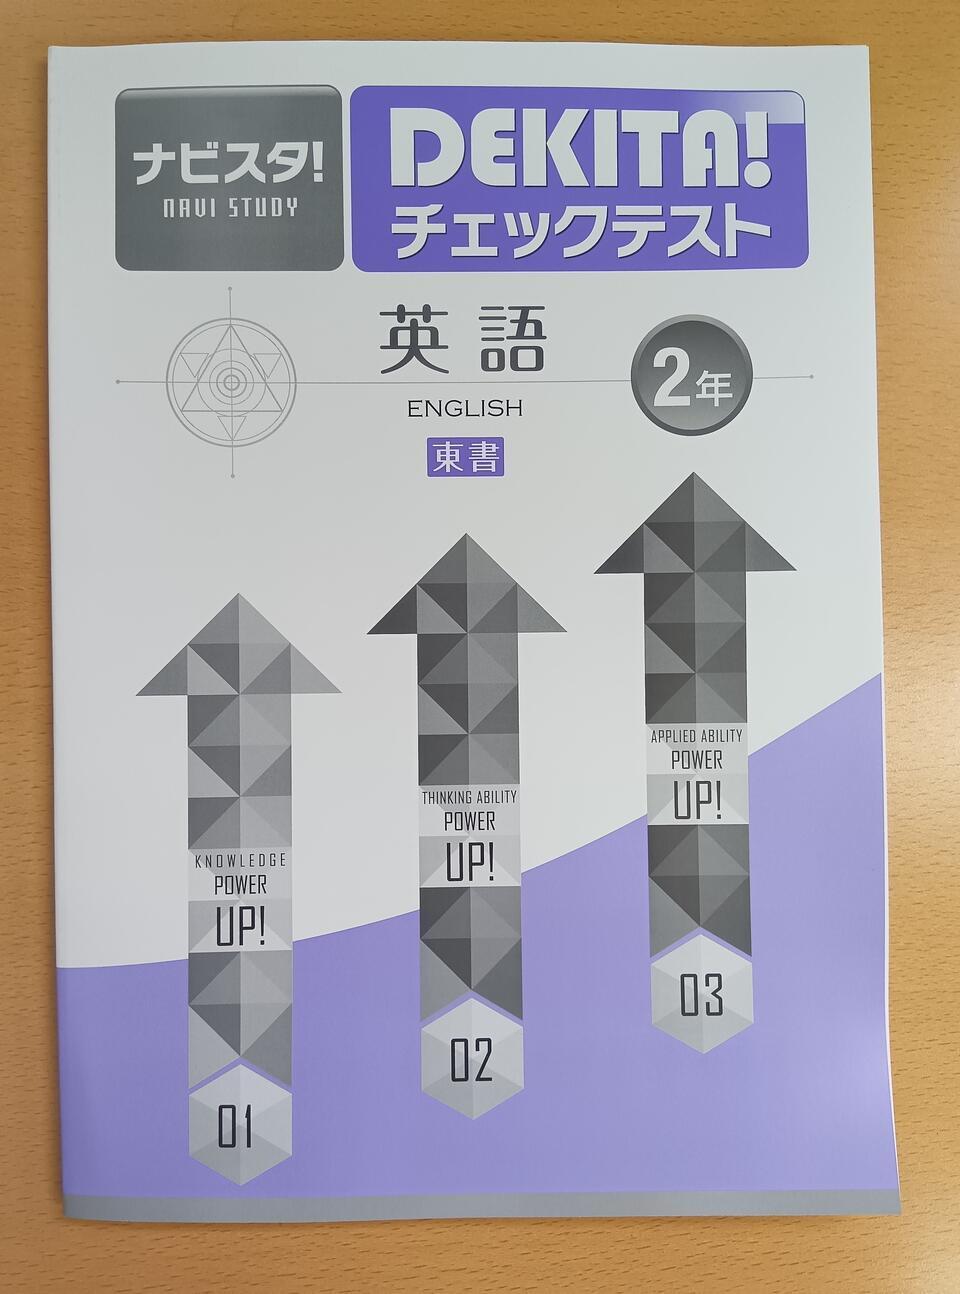 ナビスタ!
NAVI STUDY
DEKITA!
チェックテスト
英語
ENGLISH
東書
2年
KNOWLEDGE
POWER
UP!
01
THINKING ABILITY
POWER
UP!
02
APPLIED ABILITY
POWER
UP!
03